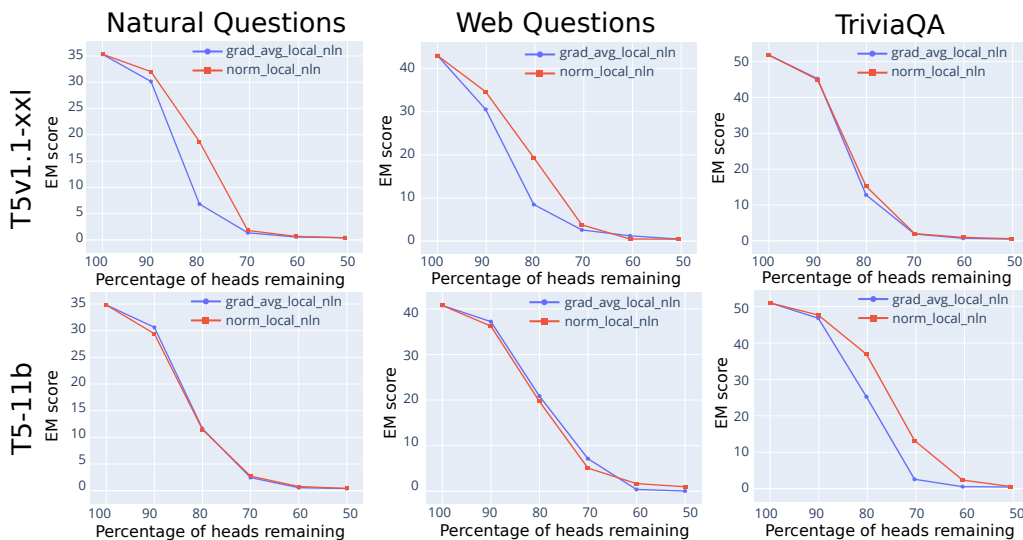 Natural Questions
Web Questions
TriviaQA
T5v1.1-xxl
EM score
35
30
25
20
15
10
5
0
grad_avg_local_nln
norm_local_nln
100 90 80 70 60 50
Percentage of heads remaining
EM score
40
30
20
10
0
grad_avg_local_nln
norm_local_nln
100 90 80 70 60 50
Percentage of heads remaining
EM score
50
40
30
20
10
0
grad_avg_local_nln
norm_local_nln
100 90 80 70 60 50
Percentage of heads remaining
T5-11b
EM score
35
30
25
20
15
10
5
0
grad_avg_local_nln
norm_local_nln
100 90 80 70 60 50
Percentage of heads remaining
EM score
40
30
20
10
0
grad_avg_local_nln
norm_local_nln
100 90 80 70 60 50
Percentage of heads remaining
EM score
50
40
30
20
10
0
grad_avg_local_nln
norm_local_nln
100 90 80 70 60 50
Percentage of heads remaining